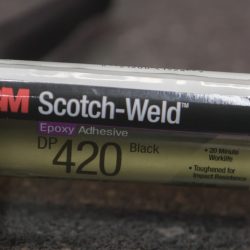 3M Scotch-Weld™
Epoxy Adhesive
DP420 Black
• 20 Minute
Worklife
• Toughened for
Impact Resistance